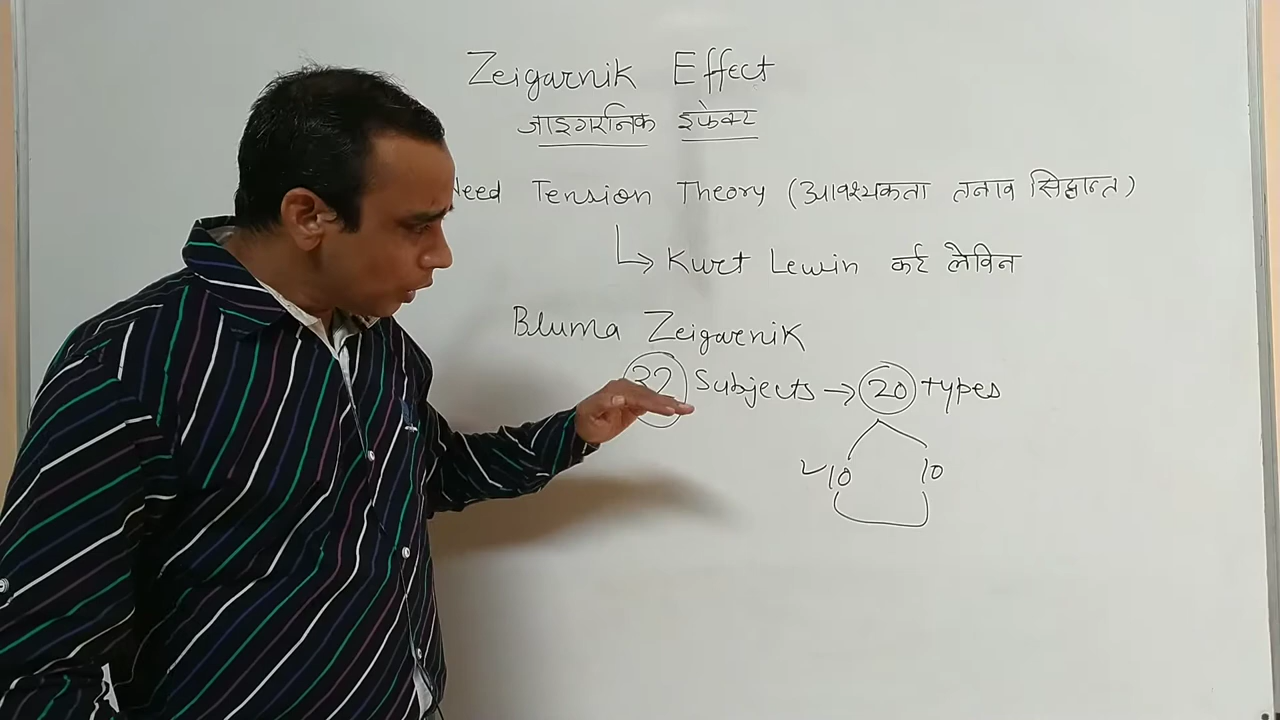 Zeigarnik Effect
जाइगरनिक इफेक्ट
Need Tension Theory (आवश्यकता तनाव सिद्धान्त)
Kurt Lewin कर्ट लेविन
Bluma Zeigarnik
32 Subjects → 20 types
10 10